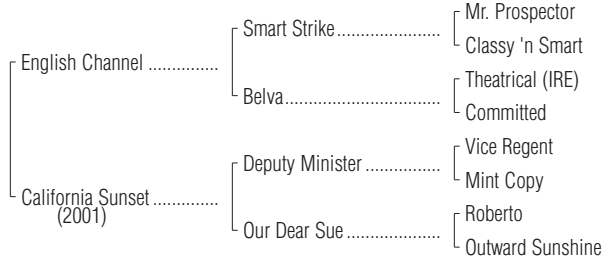 Mr. Prospector
Smart Strike....................
Classy 'n Smart
English Channel ..............
Theatrical (IRE)
Belva..............................
Committed
Vice Regent
Deputy Minister ...............
Mint Copy
California Sunset .............
(2001)
Roberto
Our Dear Sue ..................
Outward Sunshine